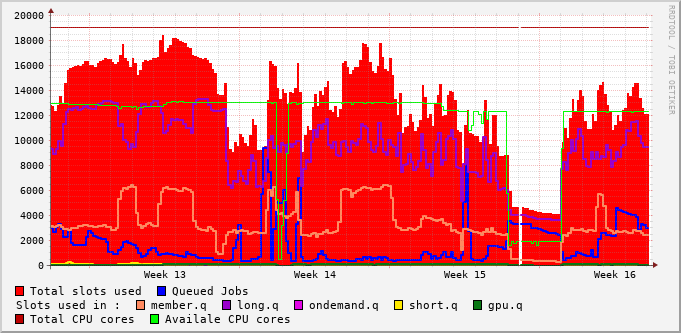 20000
18000
16000
14000
12000
10000
8000
6000
4000
2000
0
Week 13 Week 14 Week 15 Week 16
RRDTOOL / TOBI OETIKER
Total slots used Queued Jobs
Slots used in : member.q long.q ondemand.q short.q gpu.q
Total CPU cores Availale CPU cores